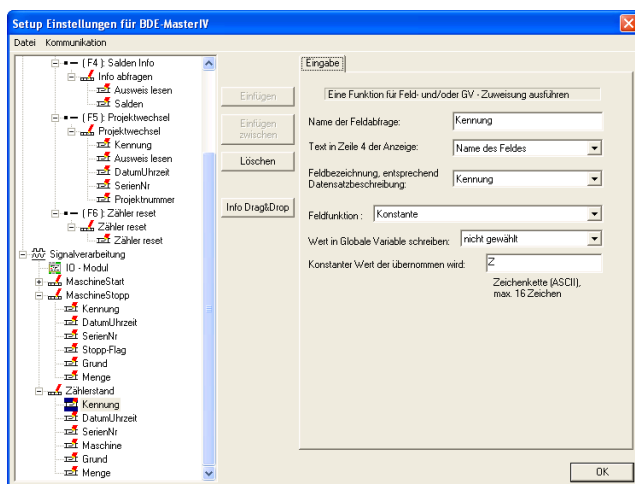 Setup Einstellungen für BDE-MasterIV
Datei Kommunikation
( F4 ): Salden Info
Info abfragen
Ausweis lesen
Salden
( F5 ): Projektwechsel
Projektwechsel
Kennung
Ausweis lesen
DatumUhrzeit
SerienNr
Projektnummer
( F6 ): Zähler reset
Zähler reset
Zähler reset
Signalverarbeitung
IO - Modul
MaschineStart
MaschineStopp
Kennung
DatumUhrzeit
SerienNr
Stopp-Flag
Grund
Menge
Zählerstand
Kennung
DatumUhrzeit
SerienNr
Maschine
Grund
Menge
Einfügen
Einfügen
zwischen
Löschen
Info Drag&Drop
Eingabe
Eine Funktion für Feld- und/oder GV - Zuweisung ausführen
Name der Feldabfrage: Kennung
Text in Zeile 4 der Anzeige: Name des Feldes
Feldbezeichnung, entsprechend
Datensatzbeschreibung: Kennung
Feldfunktion : Konstante
Wert in Globale Variable schreiben: nicht gewählt
Konstanter Wert der übernommen wird: Z
Zeichenkette (ASCII),
max. 16 Zeichen
OK